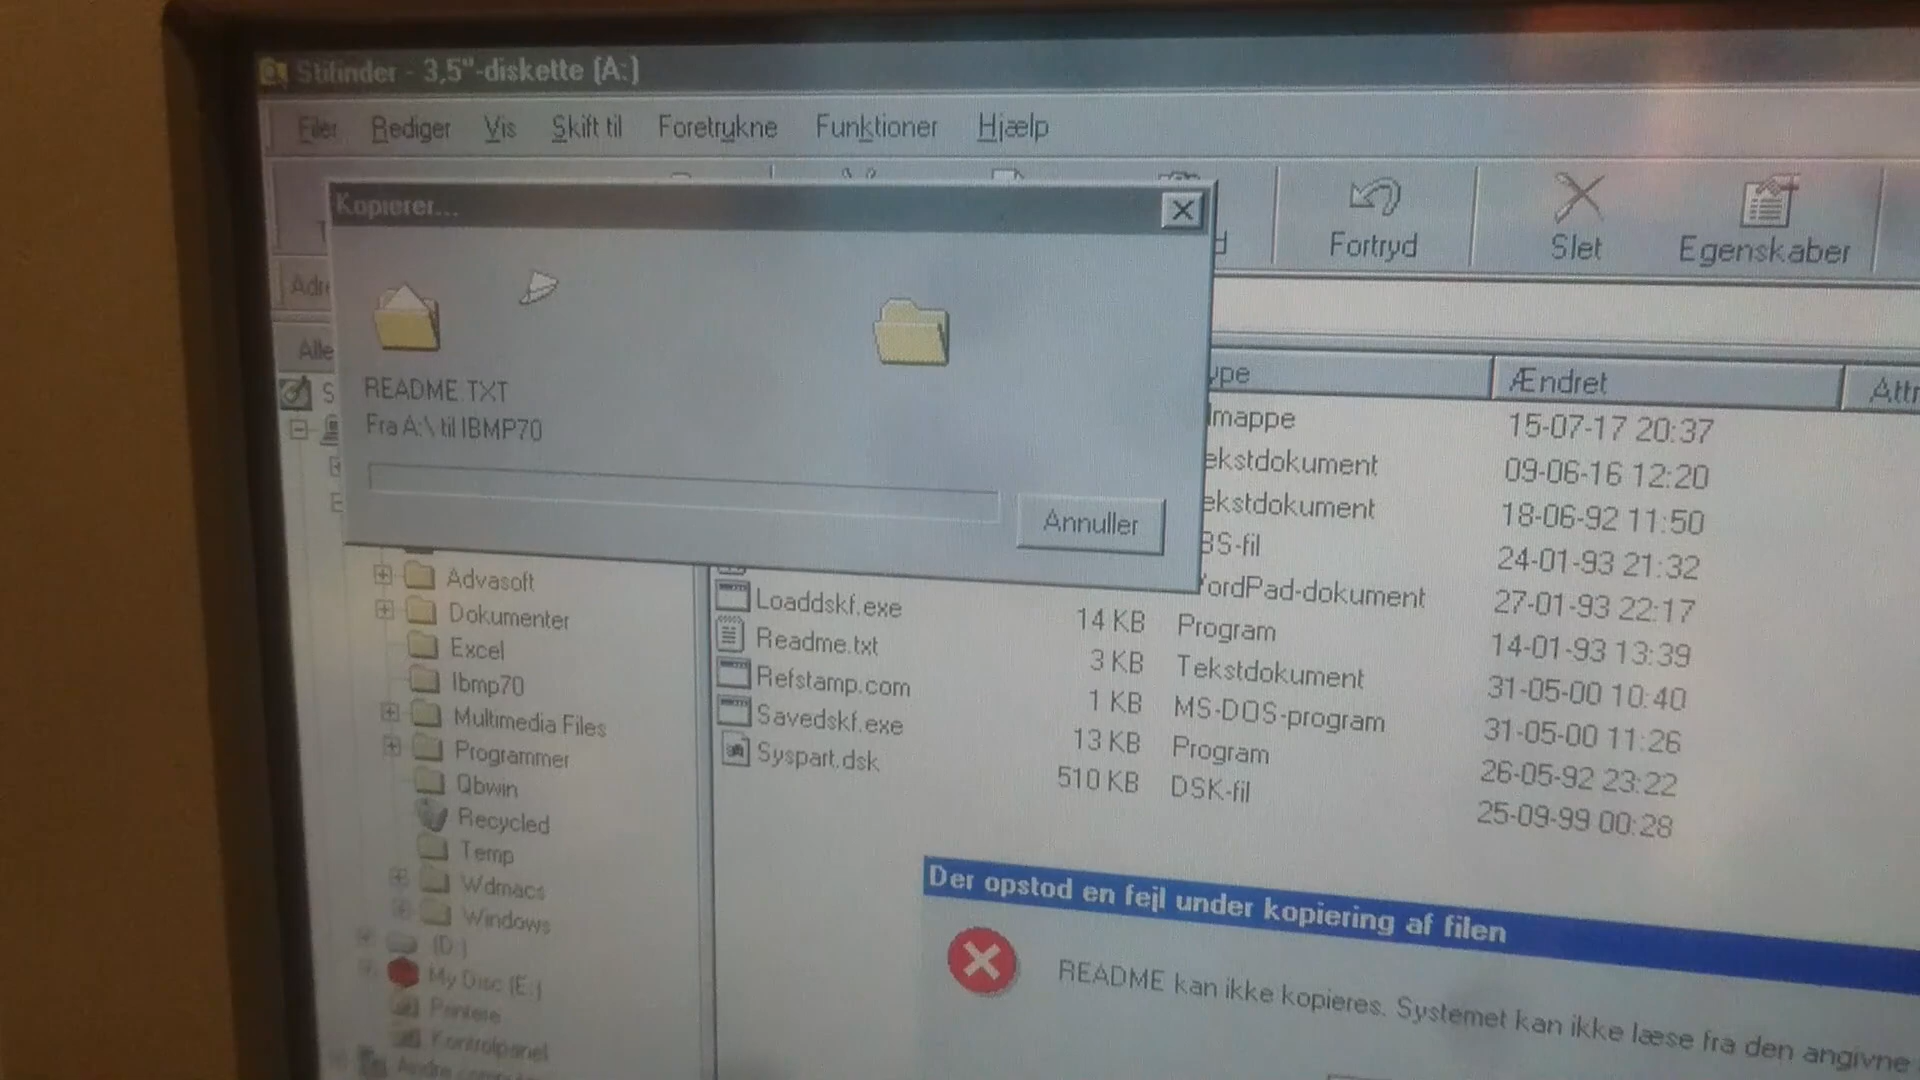 Stifinder - 3,5"-diskette (A:)
Filer Rediger Vis Skift til Foretrukne Funktioner Hjælp
Kopierer...
Fortryd Slet Egenskaber
Adre
Alle
README.TXT
Fra A:\ til IBMP70
Annuller
ype Ændret Attr
lmappe 15-07-17 20:37
ekstdokument 09-06-16 12:20
ekstdokument 18-06-92 11:50
BS-fil 24-01-93 21:32
ordPad-dokument 27-01-93 22:17
Loaddskf.exe 14 KB Program 14-01-93 13:39
Readme.txt 3 KB Tekstdokument 31-05-00 10:40
Refstamp.com 1 KB MS-DOS-program 31-05-00 11:26
Savedskf.exe 13 KB Program 26-05-92 23:22
Syspart.dsk 510 KB DSK-fil 25-09-99 00:28
Advasoft
Dokumenter
Excel
Ibmp70
Multimedia Files
Programmer
Qbwin
Recycled
Temp
Wdmacs
Windows
(D:)
My Disc (E:)
Printere
Kontrolpanel
Andre
Der opstod en fejl under kopiering af filen
README kan ikke kopieres. Systemet kan ikke læse fra den angivne